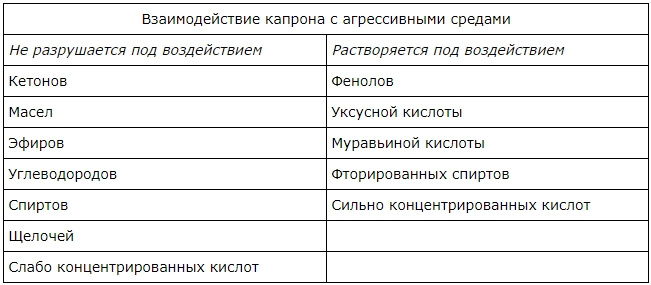 Взаимодействие капрона с агрессивными средами
Не разрушается под воздействием Растворяется под воздействием
Кетонов Фенолов
Масел Уксусной кислоты
Эфиров Муравьиной кислоты
Углеводородов Фторированных спиртов
Спиртов Сильно концентрированных кислот
Щелочей
Слабо концентрированных кислот